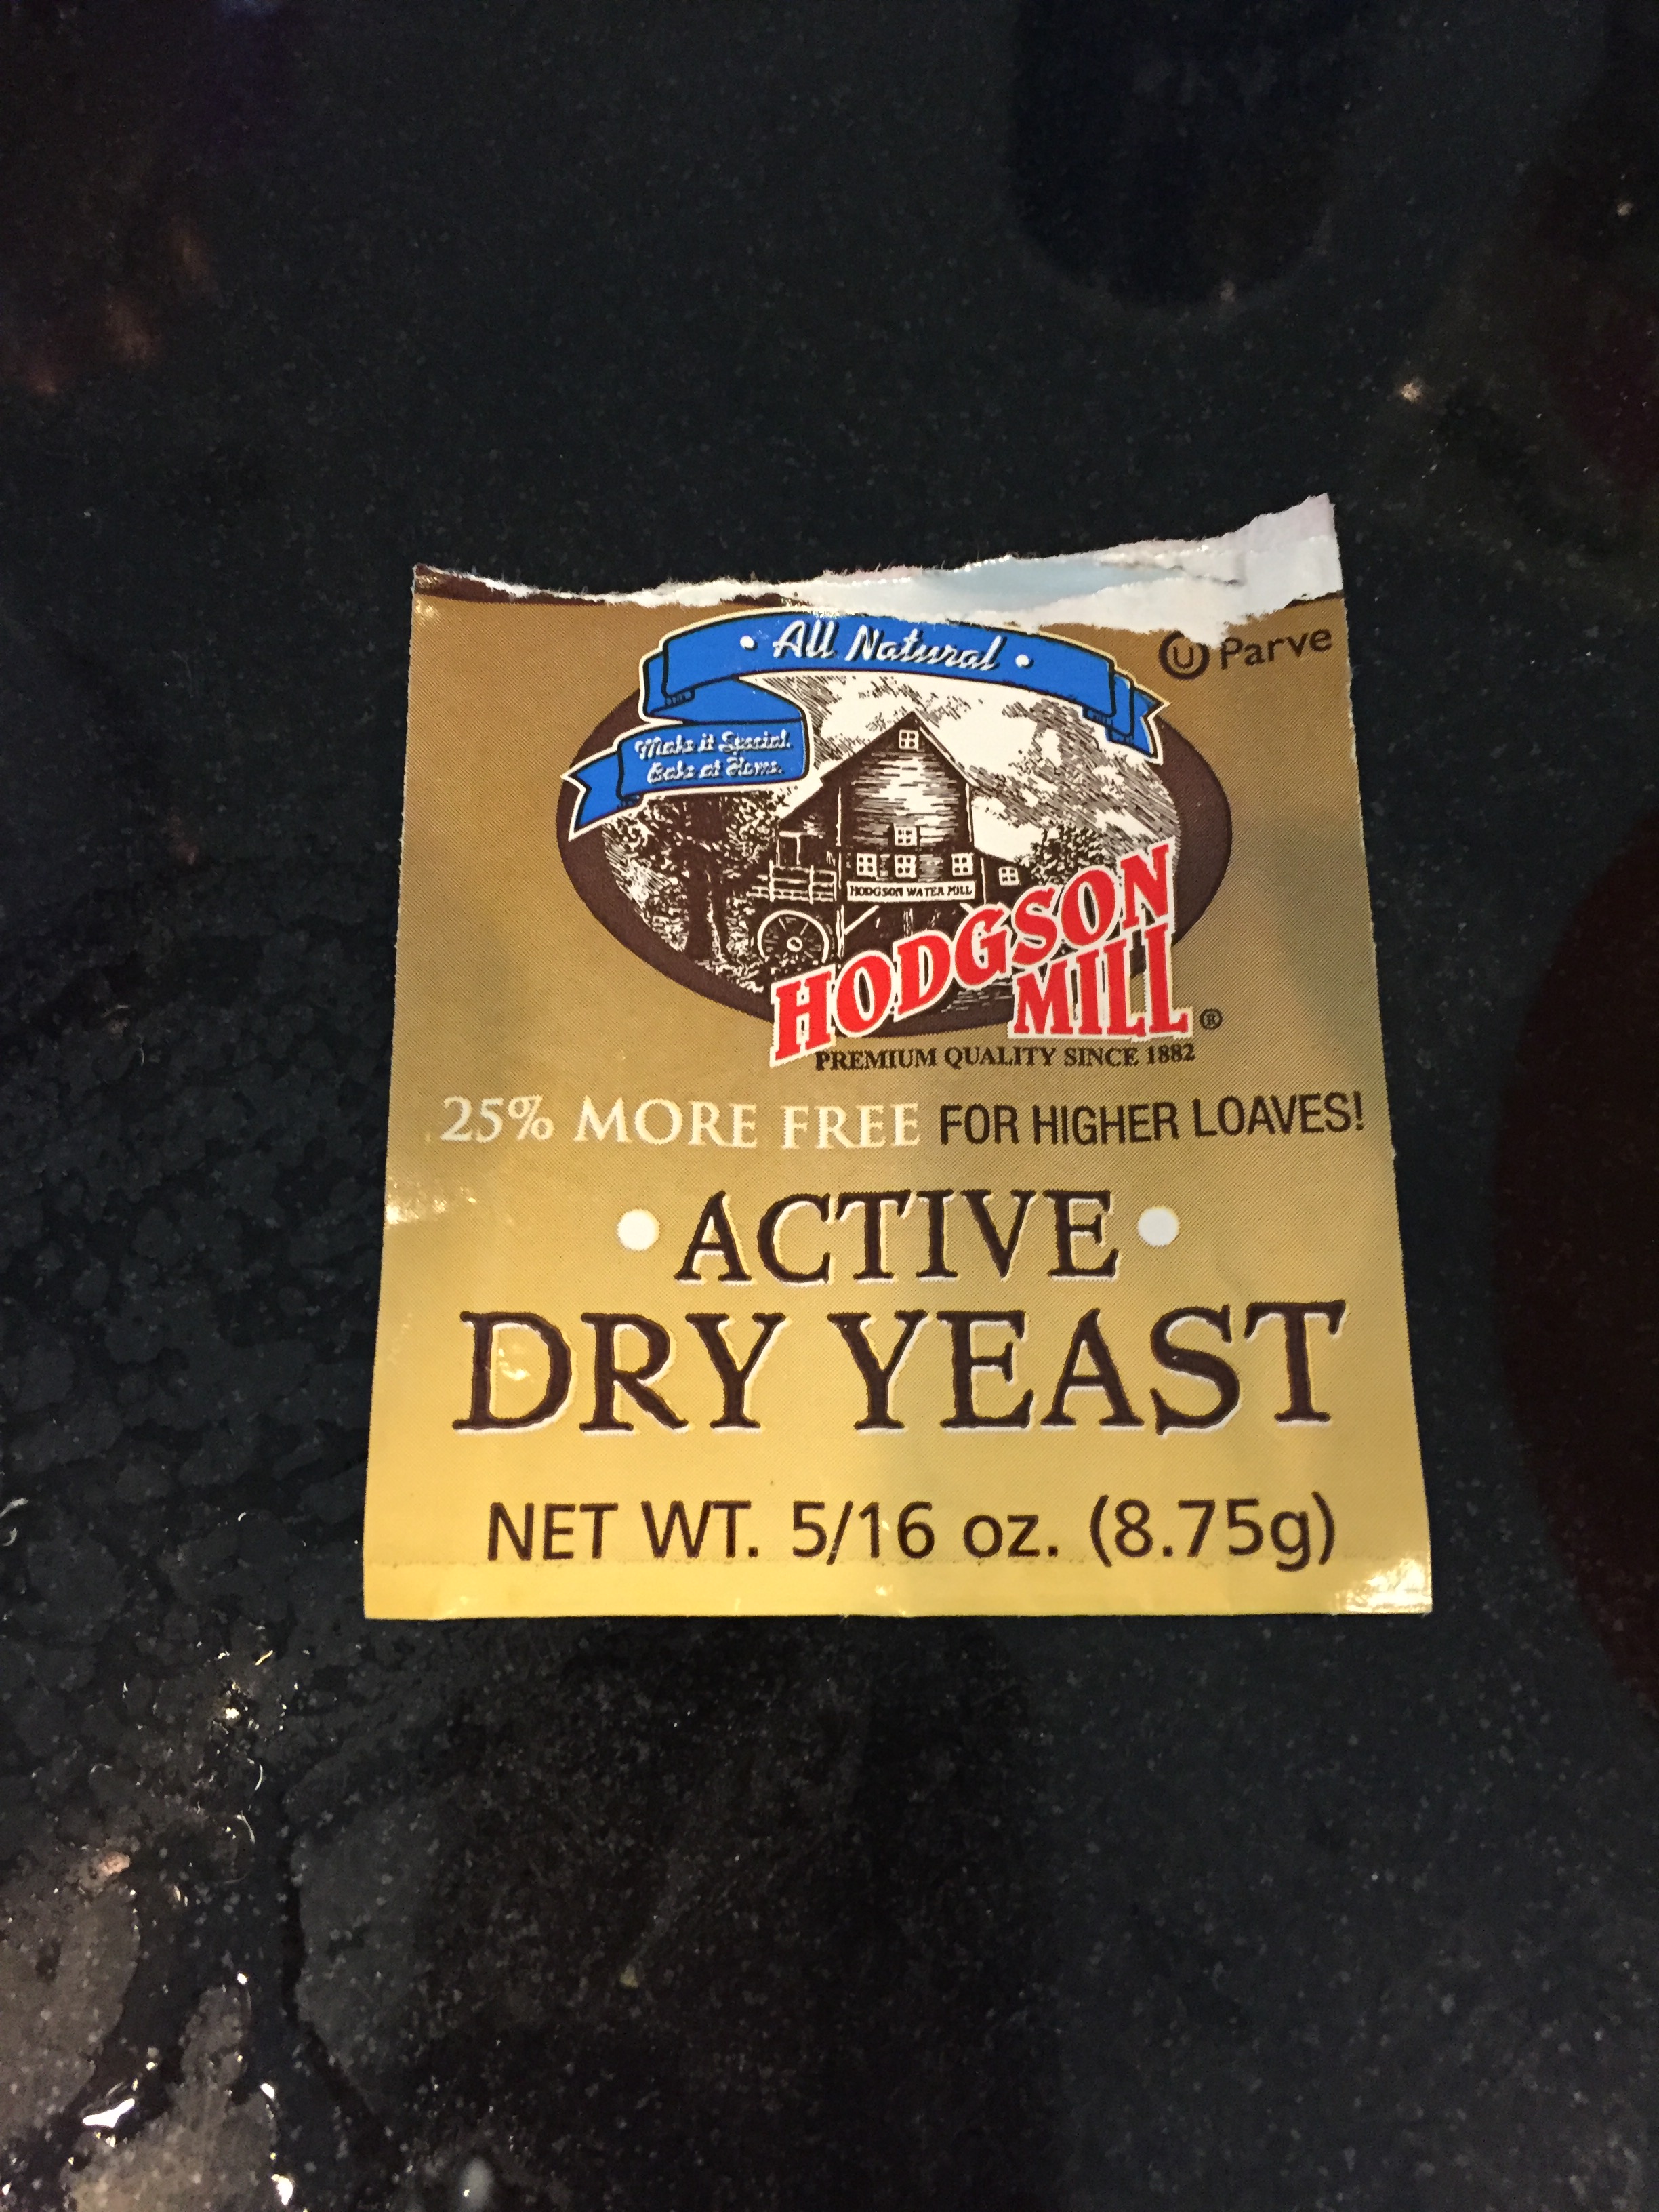 • All Natural •
Ⓤ Parve
Make it Special.
Bake at Home.
HODGSON WATER MILL
HODGSON
MILL®
PREMIUM QUALITY SINCE 1882
25% MORE FREE FOR HIGHER LOAVES!
• ACTIVE •
DRY YEAST
NET WT. 5/16 oz. (8.75g)